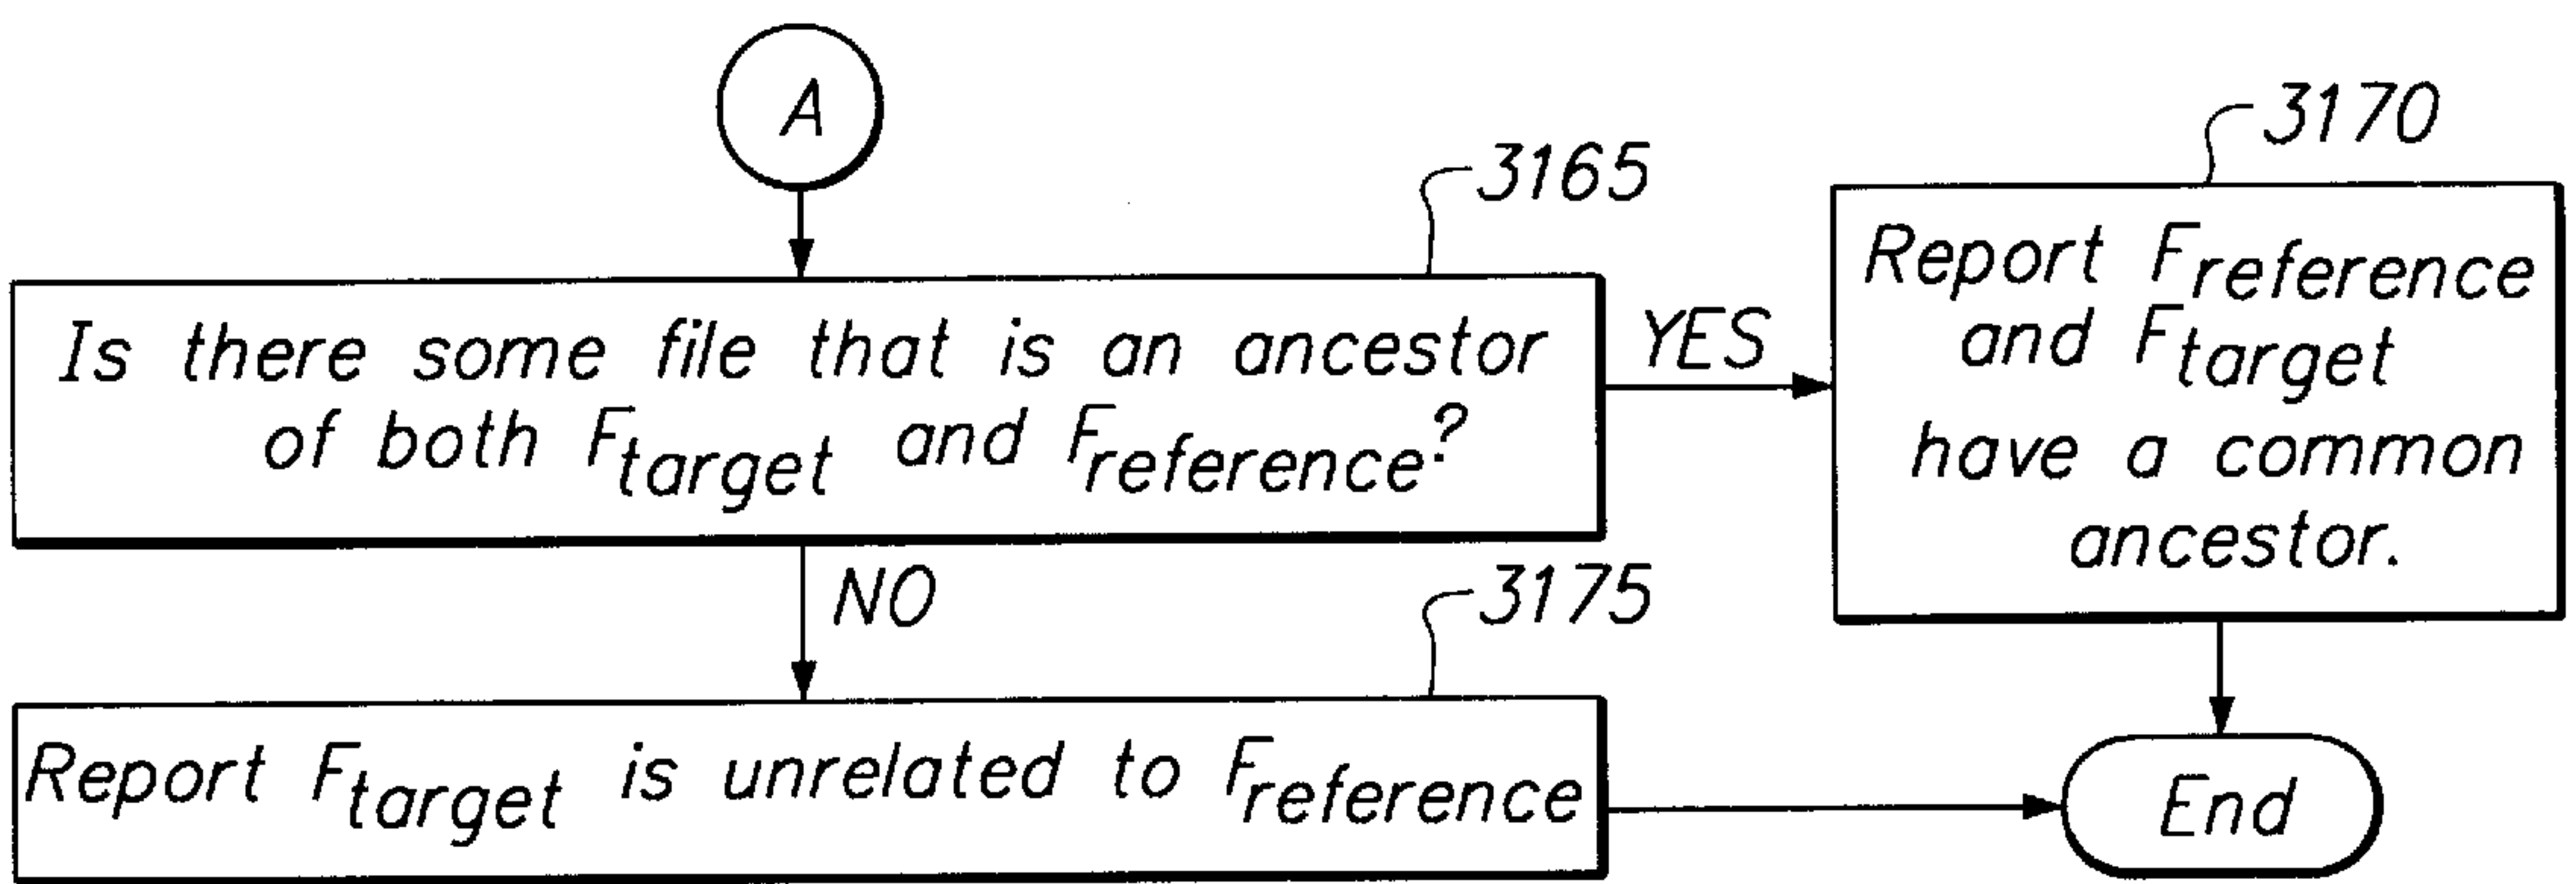 A
3165
Is there some file that is an ancestor
of both Ftarget and Freference?
YES
3170
Report Freference
and Ftarget
have a common
ancestor.
NO
3175
Report Ftarget is unrelated to Freference
End